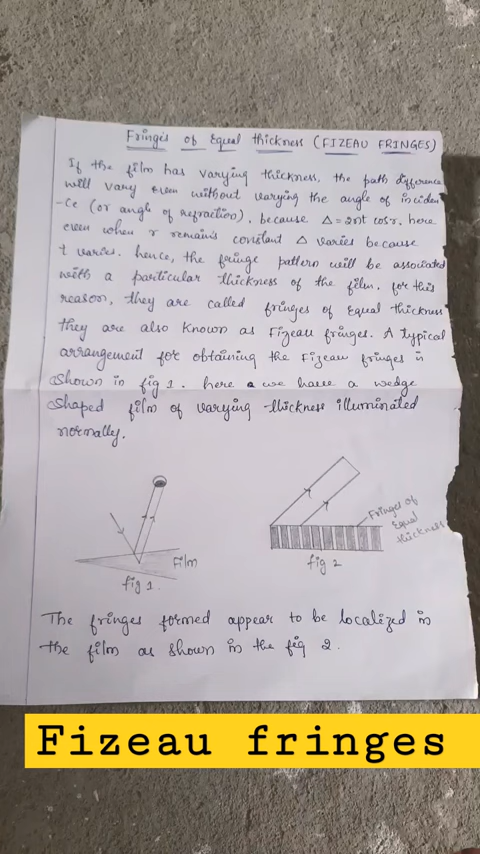 Fringes of Equal thickness (FIZEAU FRINGES)
If the film has varying thickness, the path difference
will vary even without varying the angle of inciden
-ce (or angle of refraction), because Δ = 2nt cosr, here
even when r remains constant Δ varies because
t varies. hence, the fringe pattern will be associated
with a particular thickness of the film. for this
reason, they are called fringes of equal thickness
they are also known as Fizeau fringes. A typical
arrangement for obtaining the Fizeau fringes is
shown in fig 1. here we have a wedge
shaped film of varying thickness illuminated
normally.
Film
fig 1.
Fringes of
Equal
thickness
fig 2
The fringes formed appear to be localized in
the film as shown in the fig 2.
Fizeau fringes